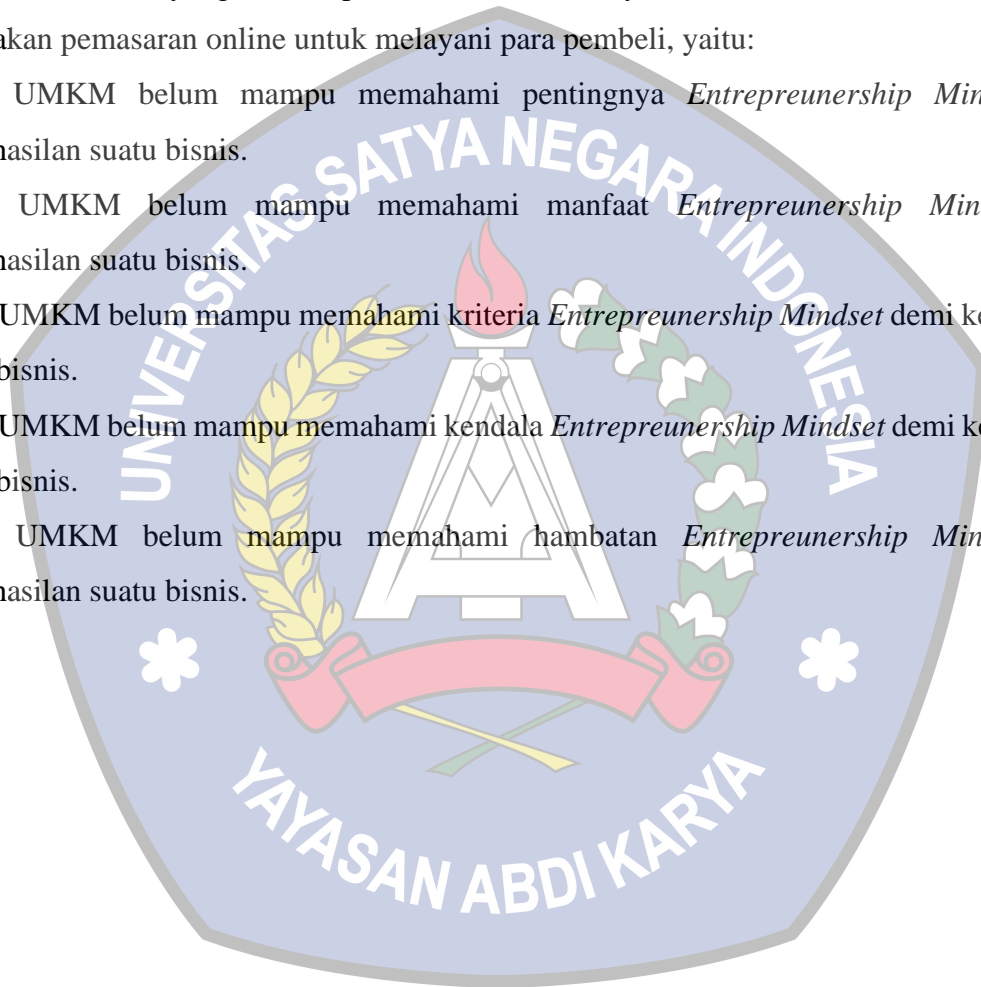 akan pemasaran online untuk melayani para pembeli, yaitu:
UMKM belum mampu memahami pentingnya Entrepreunership Min
hasilan suatu bisnis.
UMKM belum mampu memahami manfaat Entrepreunership Min
hasilan suatu bisnis.
UMKM belum mampu memahami kriteria Entrepreunership Mindset demi ke
bisnis.
UMKM belum mampu memahami kendala Entrepreunership Mindset demi ke
bisnis.
UMKM belum mampu memahami hambatan Entrepreunership Min
hasilan suatu bisnis.
UNIVERSITAS SATYA NEGARA INDONESIA
YAYASAN ABDI KARYA